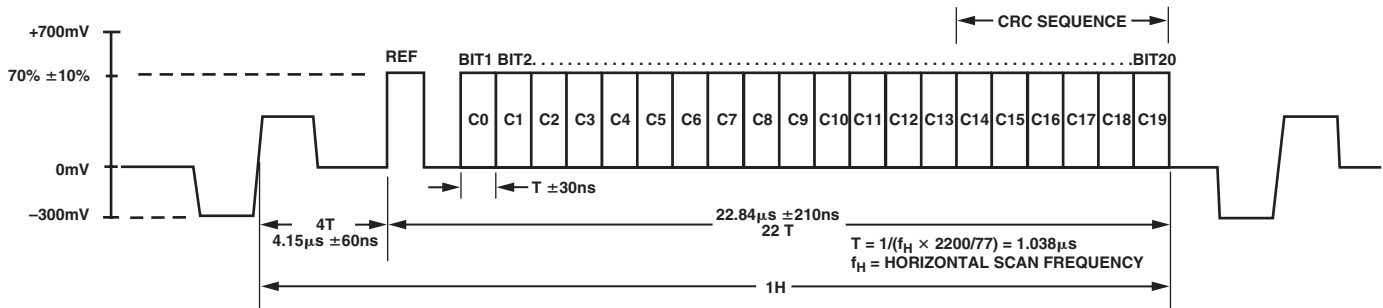 CRC SEQUENCE
+700mV
REF
BIT1 BIT2. . . . . . . . . . . . . . . . . . . . . . . . . . . . . . . . . . . . . . . . . . . . . . . . . . . . . . . . . . . . . . . . . . . . . . .BIT20
70% ±10%
C0 C1 C2 C3 C4 C5 C6 C7 C8 C9 C10 C11 C12 C13 C14 C15 C16 C17 C18 C19
0mV
T ±30ns
–300mV
4T
4.15µs ±60ns
22.84µs ±210ns
22 T
T = 1/(fH × 2200/77) = 1.038µs
fH = HORIZONTAL SCAN FREQUENCY
1H